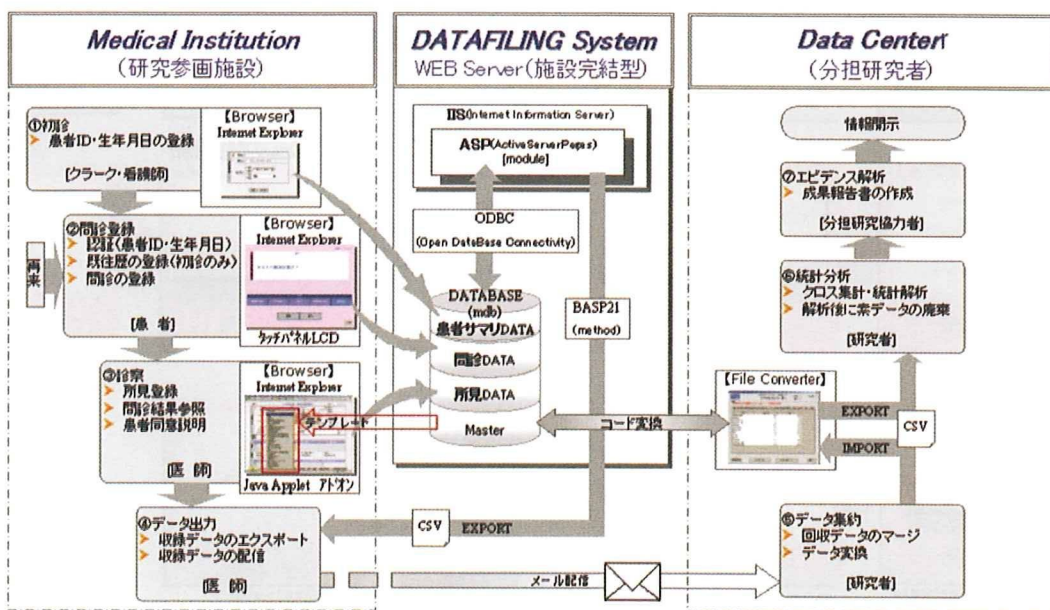 Medical Institution
(研究参画施設)
DATAFILING System
WEB Server(施設完結型)
Data Center
(分担研究者)
①初診
➤ 患者ID・生年月日の登録
[クラーク・看護師]
【Browser】
Internet Explorer
再来
②問診登録
➤ 認証(患者ID・生年月日)
➤ 既往歴の登録(初診のみ)
➤ 問診の登録
[患 者]
【Browser】
Internet Explorer
タッチパネルLCD
③診察
➤ 所見登録
➤ 問診結果参照
➤ 患者同意説明
[医 師]
【Browser】
Internet Explorer
テンプレート
Java Applet アドオン
④データ出力
➤ 収録データのエクスポート
➤ 収録データの配信
[医 師]
IIS(Internet Information Server)
ASP(ActiveServerPages)
[module]
ODBC
(Open DataBase Connectivity)
DATABASE
(mdb)
患者サマリDATA
問診DATA
所見DATA
Master
BASP21
(method)
コード変換
CSV
EXPORT
メール配信
情報開示
⑦エビデンス解析
➤ 成果報告書の作成
[分担研究協力者]
⑥統計分析
➤ クロス集計・統計解析
➤ 解析後に素データの廃棄
[研究者]
【File Converter】
EXPORT
CSV
IMPORT
⑤データ集約
➤ 回収データのマージ
➤ データ変換
[研究者]